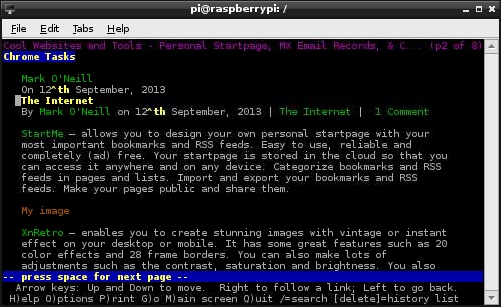 pi@raspberrypi: /
File Edit Tabs Help
Cool Websites and Tools - Personal Startpage, MX Email Records, & C... (p2 of 8)
Chrome Tasks
Mark O'Neill
On 12^th September, 2013
The Internet
By Mark O'Neill on 12^th September, 2013 | The Internet | 1 Comment
StartMe – allows you to design your own personal startpage with your
most important bookmarks and RSS feeds. Easy to use, reliable and
completely (ad) free. Your startpage is stored in the cloud so that you
can access it anywhere and on any device. Categorize bookmarks and RSS
feeds in pages and lists. Import and export your bookmarks and RSS
feeds. Make your pages public and share them.
My image
XnRetro – enables you to create stunning images with vintage or instant
effect on your desktop or mobile. It has some great features such as 20
color effects and 28 frame borders. You can also make lots of
adjustments such as the contrast, saturation and brightness. You also
-- press space for next page --
Arrow keys: Up and Down to move. Right to follow a link; Left to go back.
H)elp O)ptions P)rint G)o M)ain screen Q)uit /=search [delete]=history list